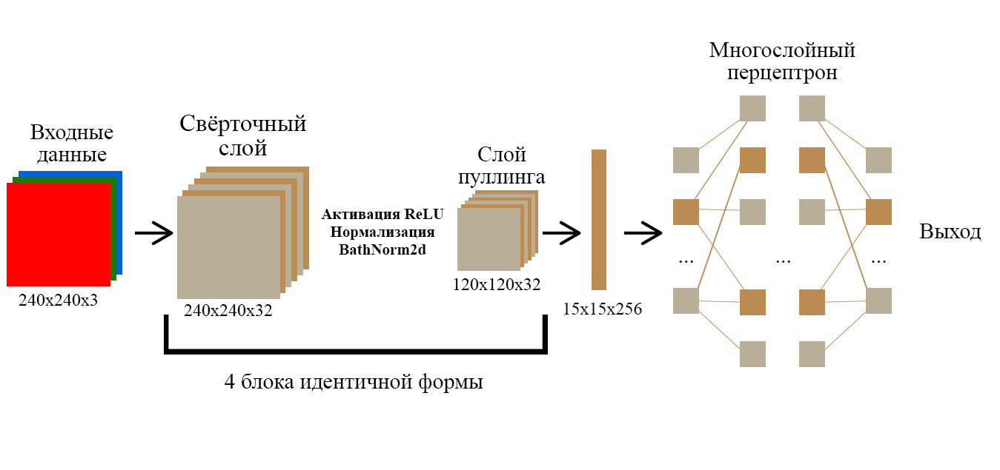 Входные
данные
240x240x3
Свёрточный
слой
240x240x32
Активация ReLU
Нормализация
BathNorm2d
Слой
пуллинга
120x120x32
4 блока идентичной формы
15x15x256
Многослойный
перцептрон
...
...
...
Выход